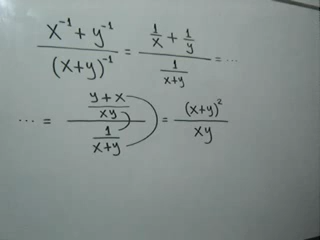 (x⁻¹ + y⁻¹)/(x+y)⁻¹ = (1/x + 1/y)/(1/(x+y)) = ...
... = ((y+x)/xy)/(1/(x+y)) = (x+y)²/xy